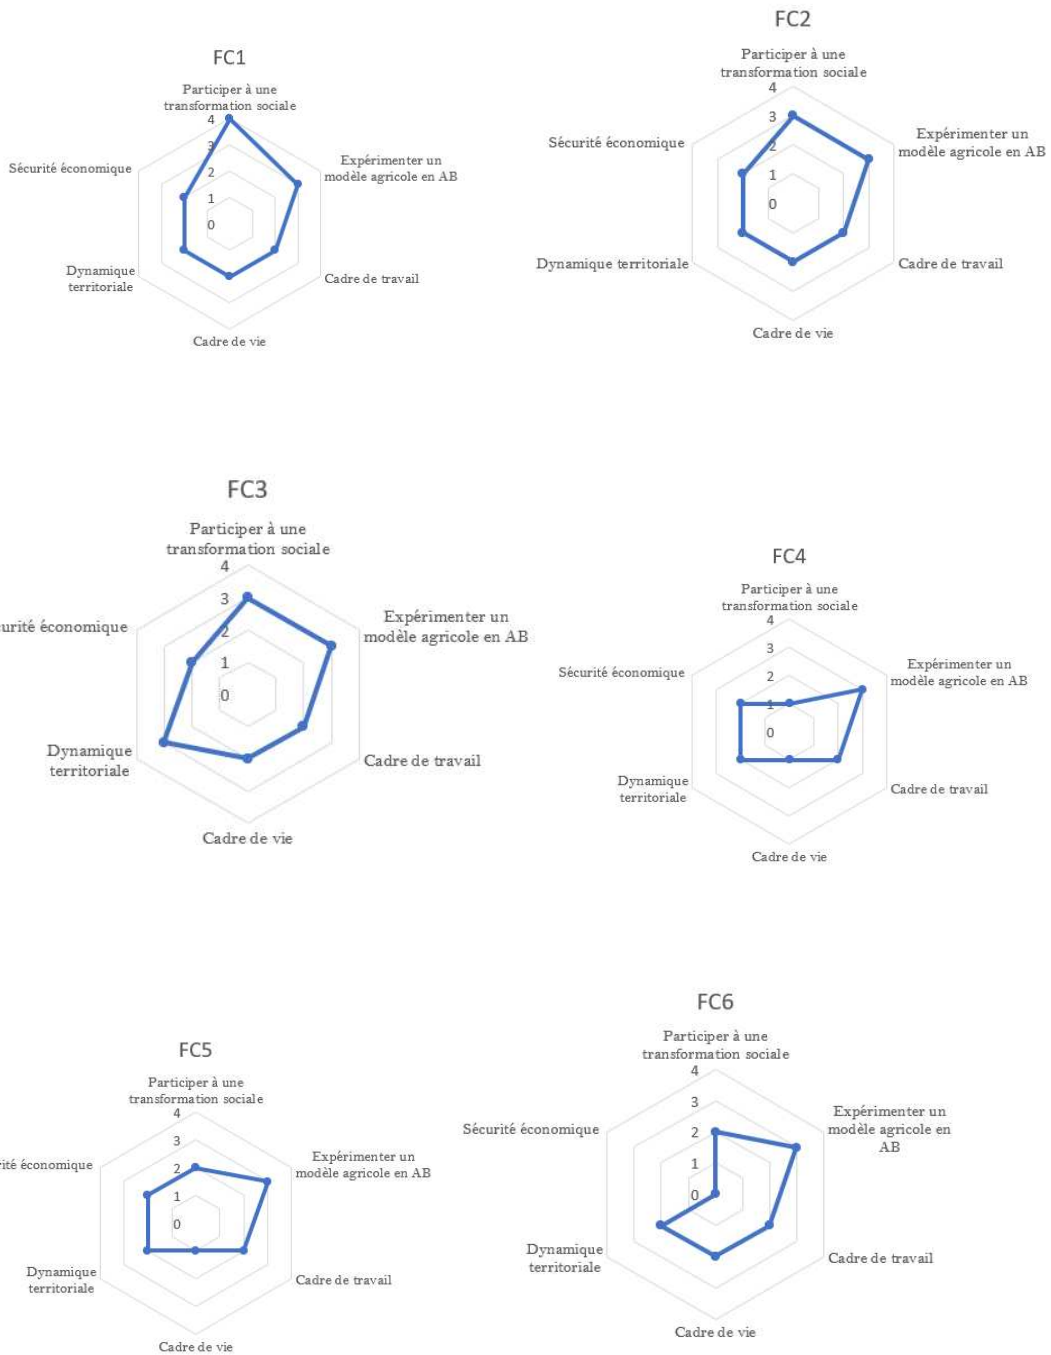 FC1
Participer à une
transformation sociale
4
3
2
1
0
Expérimenter un
modèle agricole en AB
Cadre de travail
Cadre de vie
Dynamique
territoriale
Sécurité économique
FC2
Participer à une
transformation sociale
4
3
2
1
0
Expérimenter un
modèle agricole en AB
Cadre de travail
Cadre de vie
Dynamique territoriale
Sécurité économique
FC3
Participer à une
transformation sociale
4
3
2
1
0
Expérimenter un
modèle agricole en AB
Cadre de travail
Cadre de vie
Dynamique
territoriale
curité économique
FC4
Participer à une
transformation sociale
4
3
2
1
0
Expérimenter un
modèle agricole en AB
Cadre de travail
Cadre de vie
Dynamique
territoriale
Sécurité économique
FC5
Participer à une
transformation sociale
4
3
2
1
0
Expérimenter un
modèle agricole en AB
Cadre de travail
Cadre de vie
Dynamique
territoriale
rité économique
FC6
Participer à une
transformation sociale
4
3
2
1
0
Expérimenter un
modèle agricole en
AB
Cadre de travail
Cadre de vie
Dynamique
territoriale
Sécurité économique